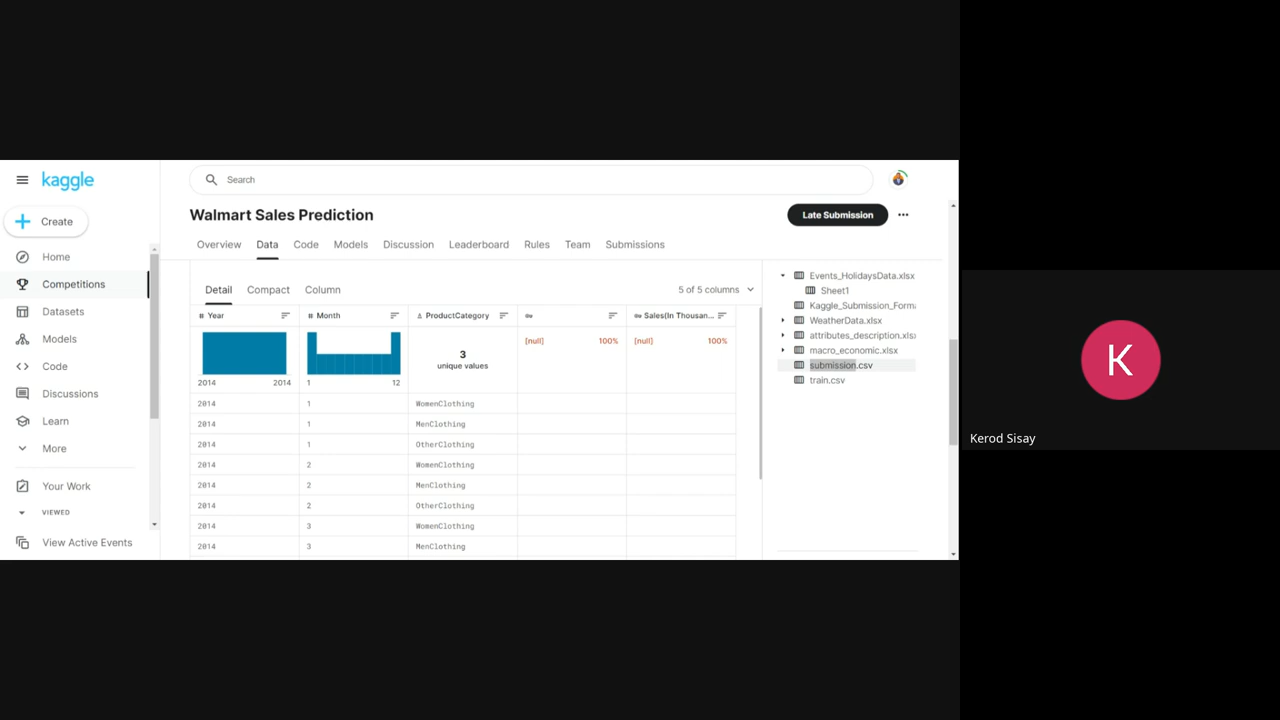 kaggle
Search
Create
Walmart Sales Prediction
Late Submission
Overview Data Code Models Discussion Leaderboard Rules Team Submissions
Home
Competitions
Datasets
Models
Code
Discussions
Learn
More
Your Work
VIEWED
View Active Events
Detail Compact Column
5 of 5 columns
# Year # Month ProductCategory Sales(In Thousan...
2014 2014
1 12
3
unique values
[null] 100% [null] 100%
2014 1 WomenClothing
2014 1 MenClothing
2014 1 OtherClothing
2014 2 WomenClothing
2014 2 MenClothing
2014 2 OtherClothing
2014 3 WomenClothing
2014 3 MenClothing
Events_HolidaysData.xlsx
Sheet1
Kaggle_Submission_Forma
WeatherData.xlsx
attributes_description.xlsx
macro_economic.xlsx
submission.csv
train.csv
K
Kerod Sisay